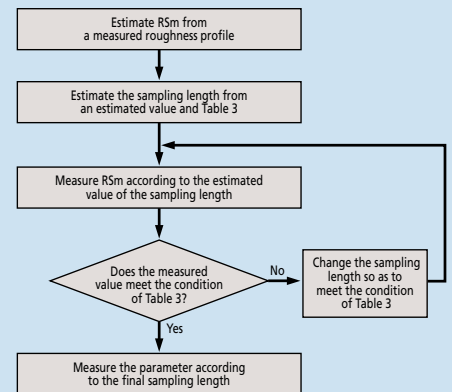 Estimate RSm from
a measured roughness profile
Estimate the sampling length from
an estimated value and Table 3
Measure RSm according to the estimated
value of the sampling length
Does the measured
value meet the condition
of Table 3?
No
Change the sampling
length so as to
meet the condition
of Table 3
Yes
Measure the parameter according
to the final sampling length